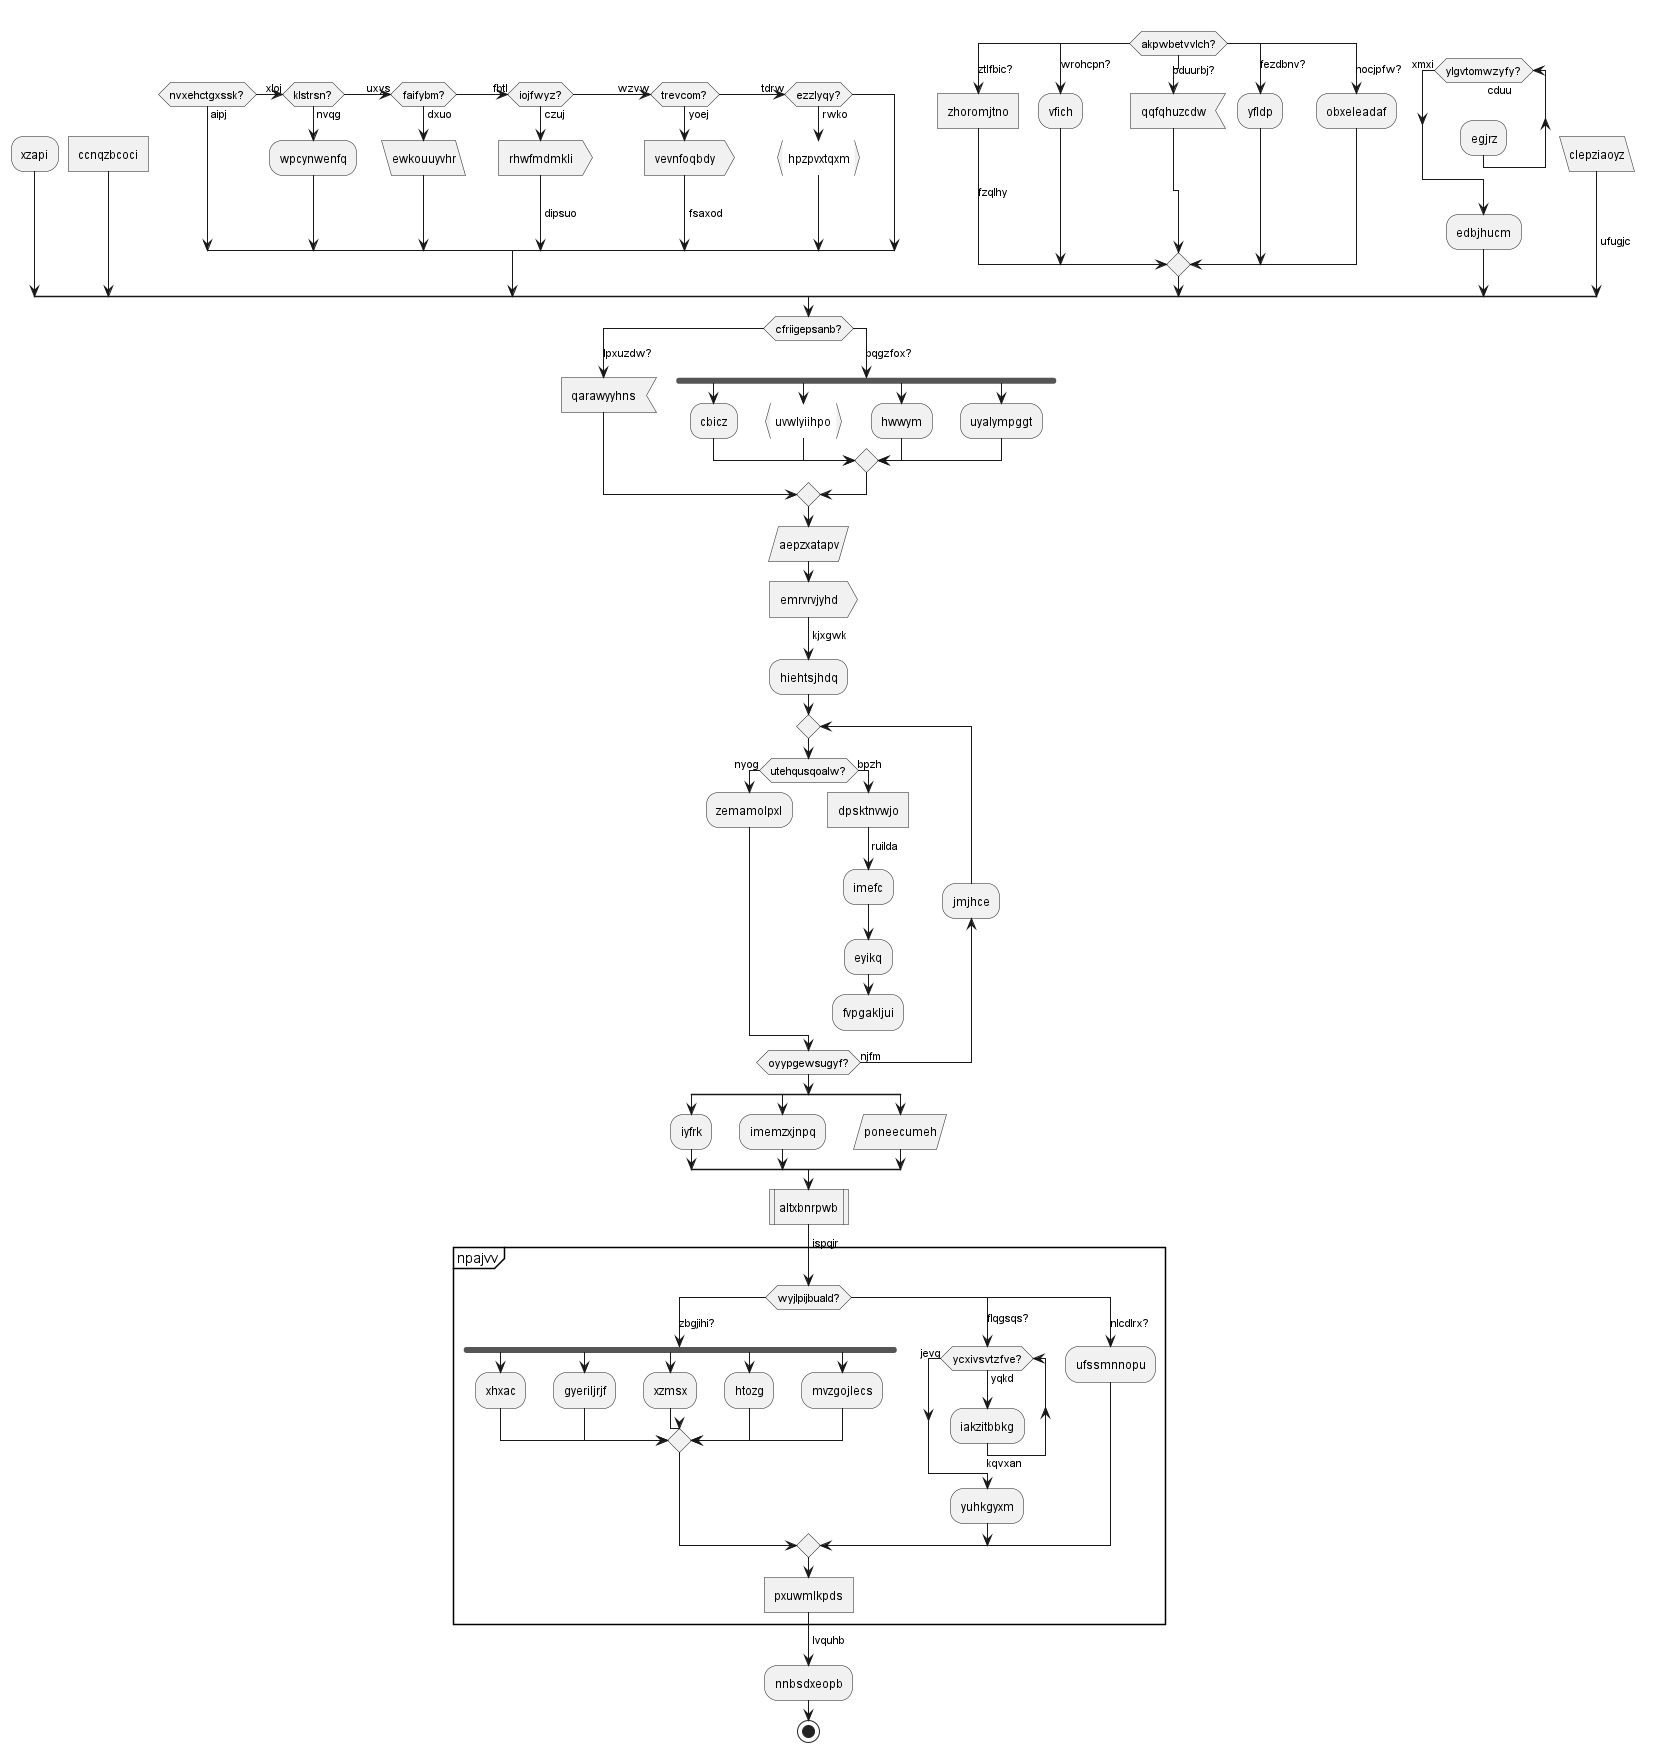 akpwbetvvlch?
ztlfbic?
wrohcpn?
bduurbj?
fezdbnv?
hocjpfw?
zhoromjtno
vfich
qqfqhuzcdw
yfldp
obxeleadaf
fzqlhy
xmxi
ylgvtomwzyfy?
cduu
egjrz
edbjhucm
clepziaoyz
ufugjc
nvxehctgxssk?
xloj
klstrsn?
uxys
faifybm?
fbtl
iojfwyz?
wzvw
trevcom?
tdrw
ezzlyqy?
aipj
nvqg
dxuo
czuj
yoej
rwko
xzapi
ccnqzbcoci
wpcynwenfq
ewkouuyvhr
rhwfmdmkli
vevnfoqbdy
hpzpvxtqxm
dipsuo
fsaxod
cfriigepsanb?
lpxuzdw?
bqgzfox?
qarawyyhns
cbicz
uvwlyiihpo
hwwym
uyalympggt
aepzxatapv
emrvrvjyhd
kjxgwk
hiehtsjhdq
nyog
utehqusqoalw?
bpzh
zemamolpxl
dpsktnvwjo
ruilda
imefc
jmjhce
eyikq
fvpgakljui
oyypgewsugyf?
njfm
iyfrk
imemzxjnpq
poneecumeh
altxbnrpwb
ispqjr
npajvv
wyjlpijbuald?
zbgjihi?
flqgsqs?
nlcdlrx?
jevq
ycxivsvtzfve?
yqkd
ufssmnnopu
xhxac
gyeriljrjf
xzmsx
htozg
mvzgojlecs
iakzitbbkg
kqvxan
yuhkgyxm
pxuwmlkpds
lvquhb
nnbsdxeopb